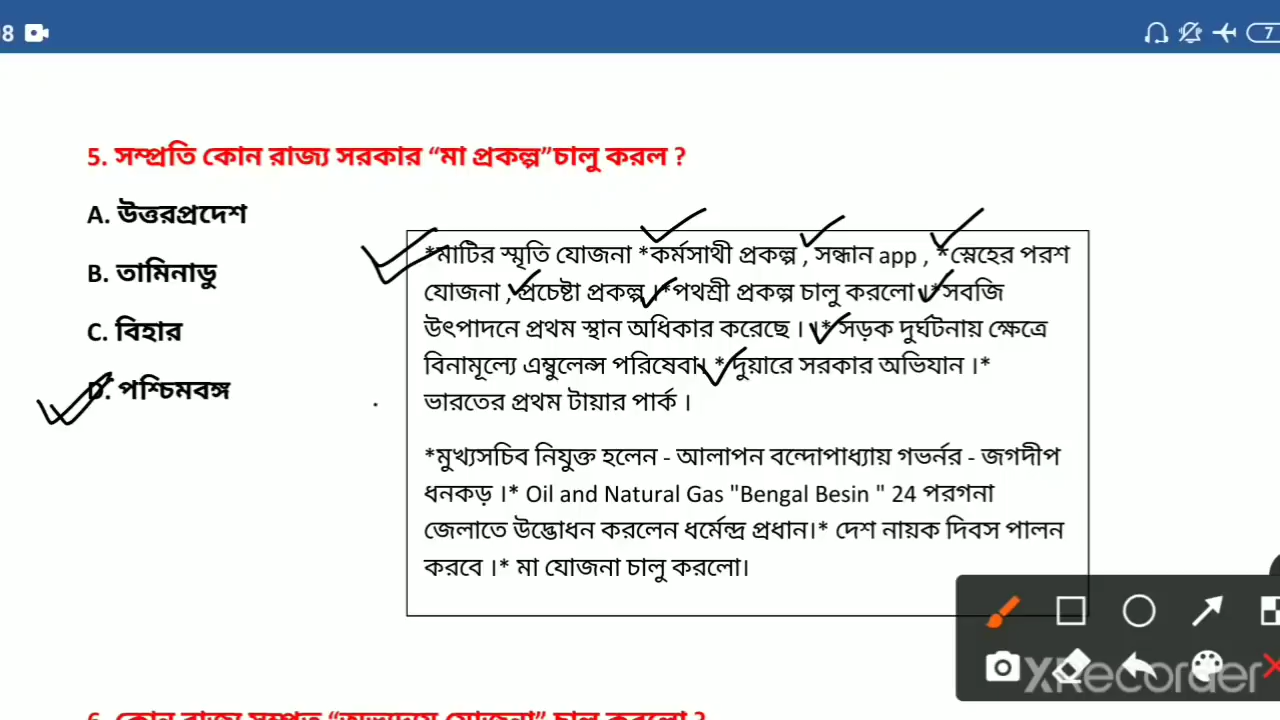 8
7
5. সম্প্রতি কোন রাজ্য সরকার “মা প্রকল্প”চালু করল ?
A. উত্তরপ্রদেশ
B. তামিনাডু
C. বিহার
D. পশ্চিমবঙ্গ
*মাটির স্মৃতি যোজনা *কর্মসাথী প্রকল্প , সন্ধান app , *স্নেহের পরশ
যোজনা , প্রচেষ্টা প্রকল্প । *পথশ্রী প্রকল্প চালু করলো। *সবজি
উৎপাদনে প্রথম স্থান অধিকার করেছে । ।* সড়ক দুর্ঘটনায় ক্ষেত্রে
বিনামূল্যে এম্বুলেন্স পরিষেবা। * দুয়ারে সরকার অভিযান ।*
ভারতের প্রথম টায়ার পার্ক ।
*মুখ্যসচিব নিযুক্ত হলেন - আলাপন বন্দোপাধ্যায় গভর্নর - জগদীপ
ধনকড় ।* Oil and Natural Gas "Bengal Besin " 24 পরগনা
জেলাতে উদ্ভোধন করলেন ধর্মেন্দ্র প্রধান।* দেশ নায়ক দিবস পালন
করবে ।* মা যোজনা চালু করলো।
XRecorder